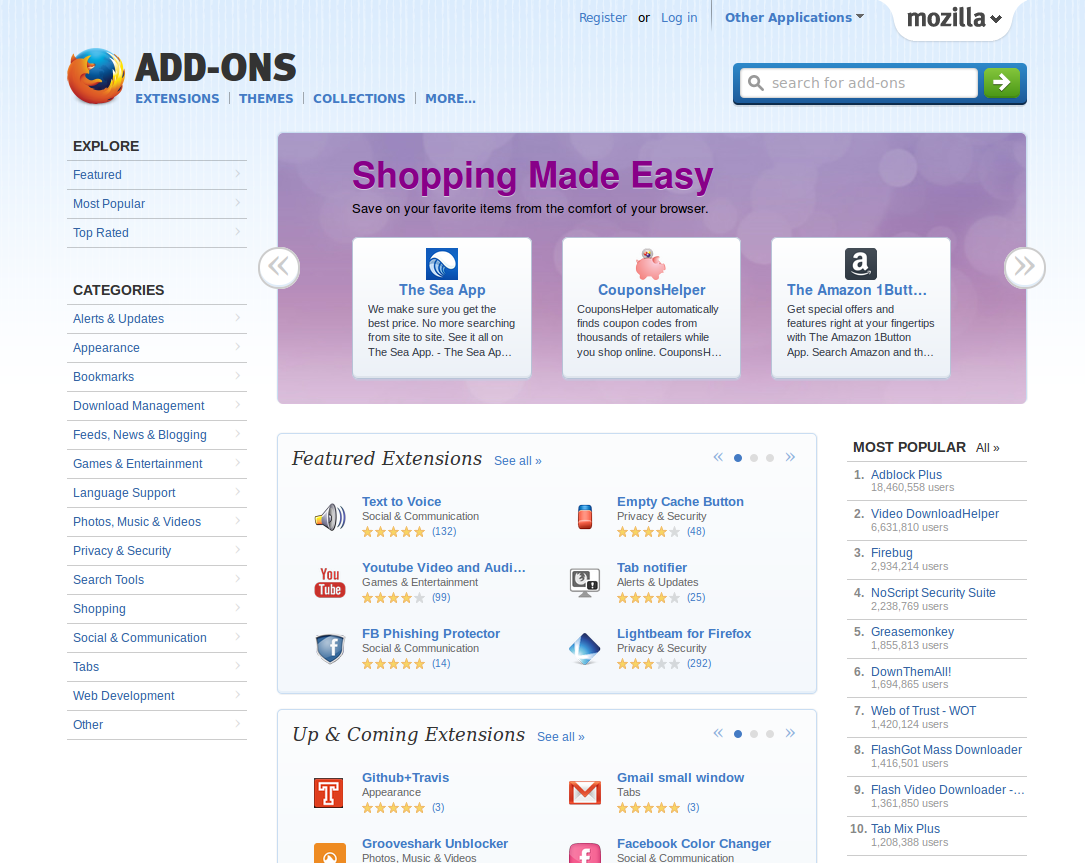 Register or Log in
Other Applications
mozilla
ADD-ONS
EXTENSIONS | THEMES | COLLECTIONS | MORE...
search for add-ons
EXPLORE
Featured
Most Popular
Top Rated
CATEGORIES
Alerts & Updates
Appearance
Bookmarks
Download Management
Feeds, News & Blogging
Games & Entertainment
Language Support
Photos, Music & Videos
Privacy & Security
Search Tools
Shopping
Social & Communication
Tabs
Web Development
Other
Shopping Made Easy
Save on your favorite items from the comfort of your browser.
The Sea App
We make sure you get the
best price. No more searching
from site to site. See it all on
The Sea App. - The Sea Ap…
CouponsHelper
CouponsHelper automatically
finds coupon codes from
thousands of retailers while
you shop online. CouponsH…
a
The Amazon 1Butt…
Get special offers and
features right at your fingertips
with The Amazon 1Button
App. Search Amazon and th…
Featured Extensions See all »
Text to Voice
Social & Communication
(132)
Empty Cache Button
Privacy & Security
(48)
You
Tube
Youtube Video and Audi…
Games & Entertainment
(99)
Tab notifier
Alerts & Updates
(25)
f
FB Phishing Protector
Social & Communication
(14)
Lightbeam for Firefox
Privacy & Security
(292)
Up & Coming Extensions See all »
T
Github+Travis
Appearance
(3)
M
Gmail small window
Tabs
(3)
Grooveshark Unblocker
Photos, Music & Videos
f
Facebook Color Changer
Social & Communication
MOST POPULAR All »
1. Adblock Plus
18,460,558 users
2. Video DownloadHelper
6,631,810 users
3. Firebug
2,934,214 users
4. NoScript Security Suite
2,238,769 users
5. Greasemonkey
1,855,813 users
6. DownThemAll!
1,694,865 users
7. Web of Trust - WOT
1,420,124 users
8. FlashGot Mass Downloader
1,416,501 users
9. Flash Video Downloader -…
1,361,850 users
10. Tab Mix Plus
1,208,388 users